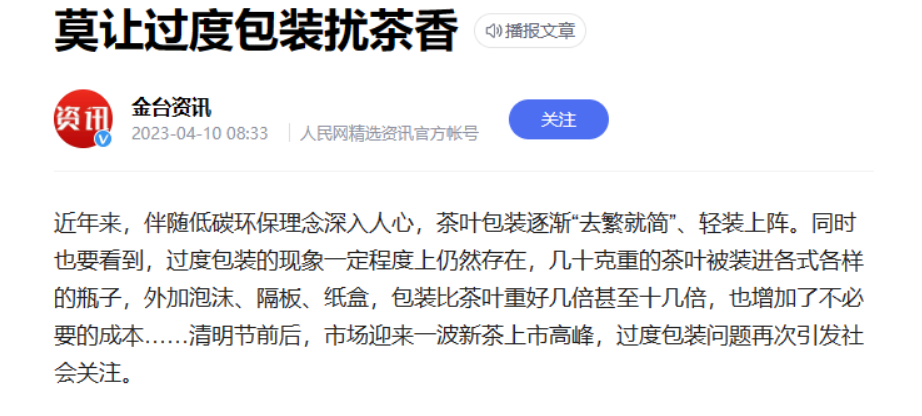 莫让过度包装扰茶香
播报文章
资讯
金台资讯
2023-04-10 08:33
人民网精选资讯官方帐号
关注
近年来，伴随低碳环保理念深入人心，茶叶包装逐渐“去繁就简”、轻装上阵。同时
也要看到，过度包装的现象一定程度上仍然存在，几十克重的茶叶被装进各式各样
的瓶子，外加泡沫、隔板、纸盒，包装比茶叶重好几倍甚至十几倍，也增加了不必
要的成本……清明节前后，市场迎来一波新茶上市高峰，过度包装问题再次引发社
会关注。